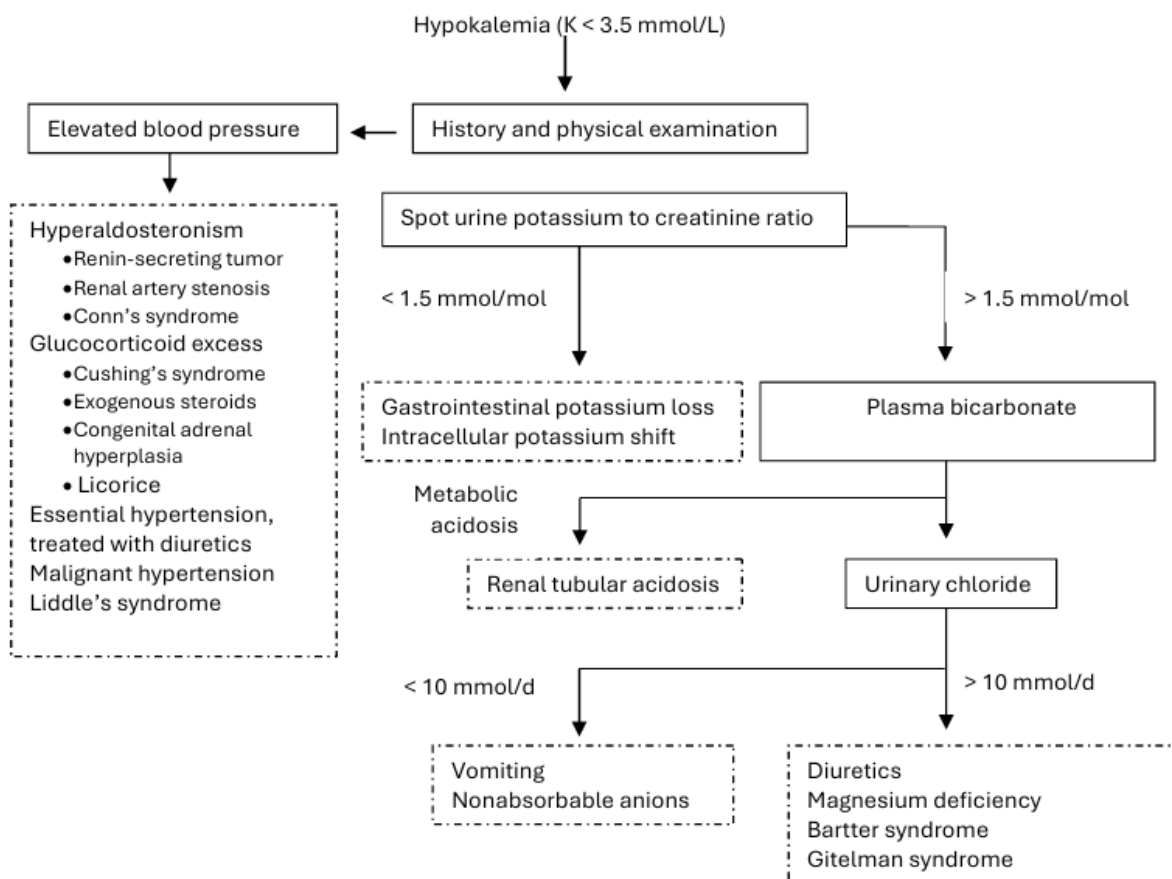 Hypokalemia (K < 3.5 mmol/L)
Elevated blood pressure
History and physical examination
Hyperaldosteronism
•Renin-secreting tumor
•Renal artery stenosis
•Conn's syndrome
Glucocorticoid excess
•Cushing's syndrome
•Exogenous steroids
•Congenital adrenal
hyperplasia
• Licorice
Essential hypertension,
treated with diuretics
Malignant hypertension
Liddle's syndrome
Spot urine potassium to creatinine ratio
< 1.5 mmol/mol
> 1.5 mmol/mol
Gastrointestinal potassium loss
Intracellular potassium shift
Plasma bicarbonate
Metabolic
acidosis
Renal tubular acidosis
Urinary chloride
< 10 mmol/d
> 10 mmol/d
Vomiting
Nonabsorbable anions
Diuretics
Magnesium deficiency
Bartter syndrome
Gitelman syndrome